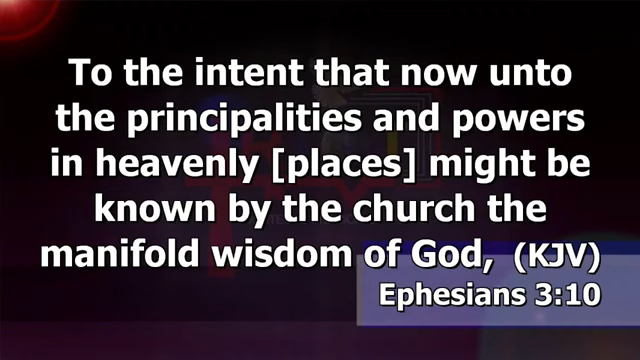 To the intent that now unto
the principalities and powers
in heavenly [places] might be
known by the church the
manifold wisdom of God, (KJV)
Ephesians 3:10